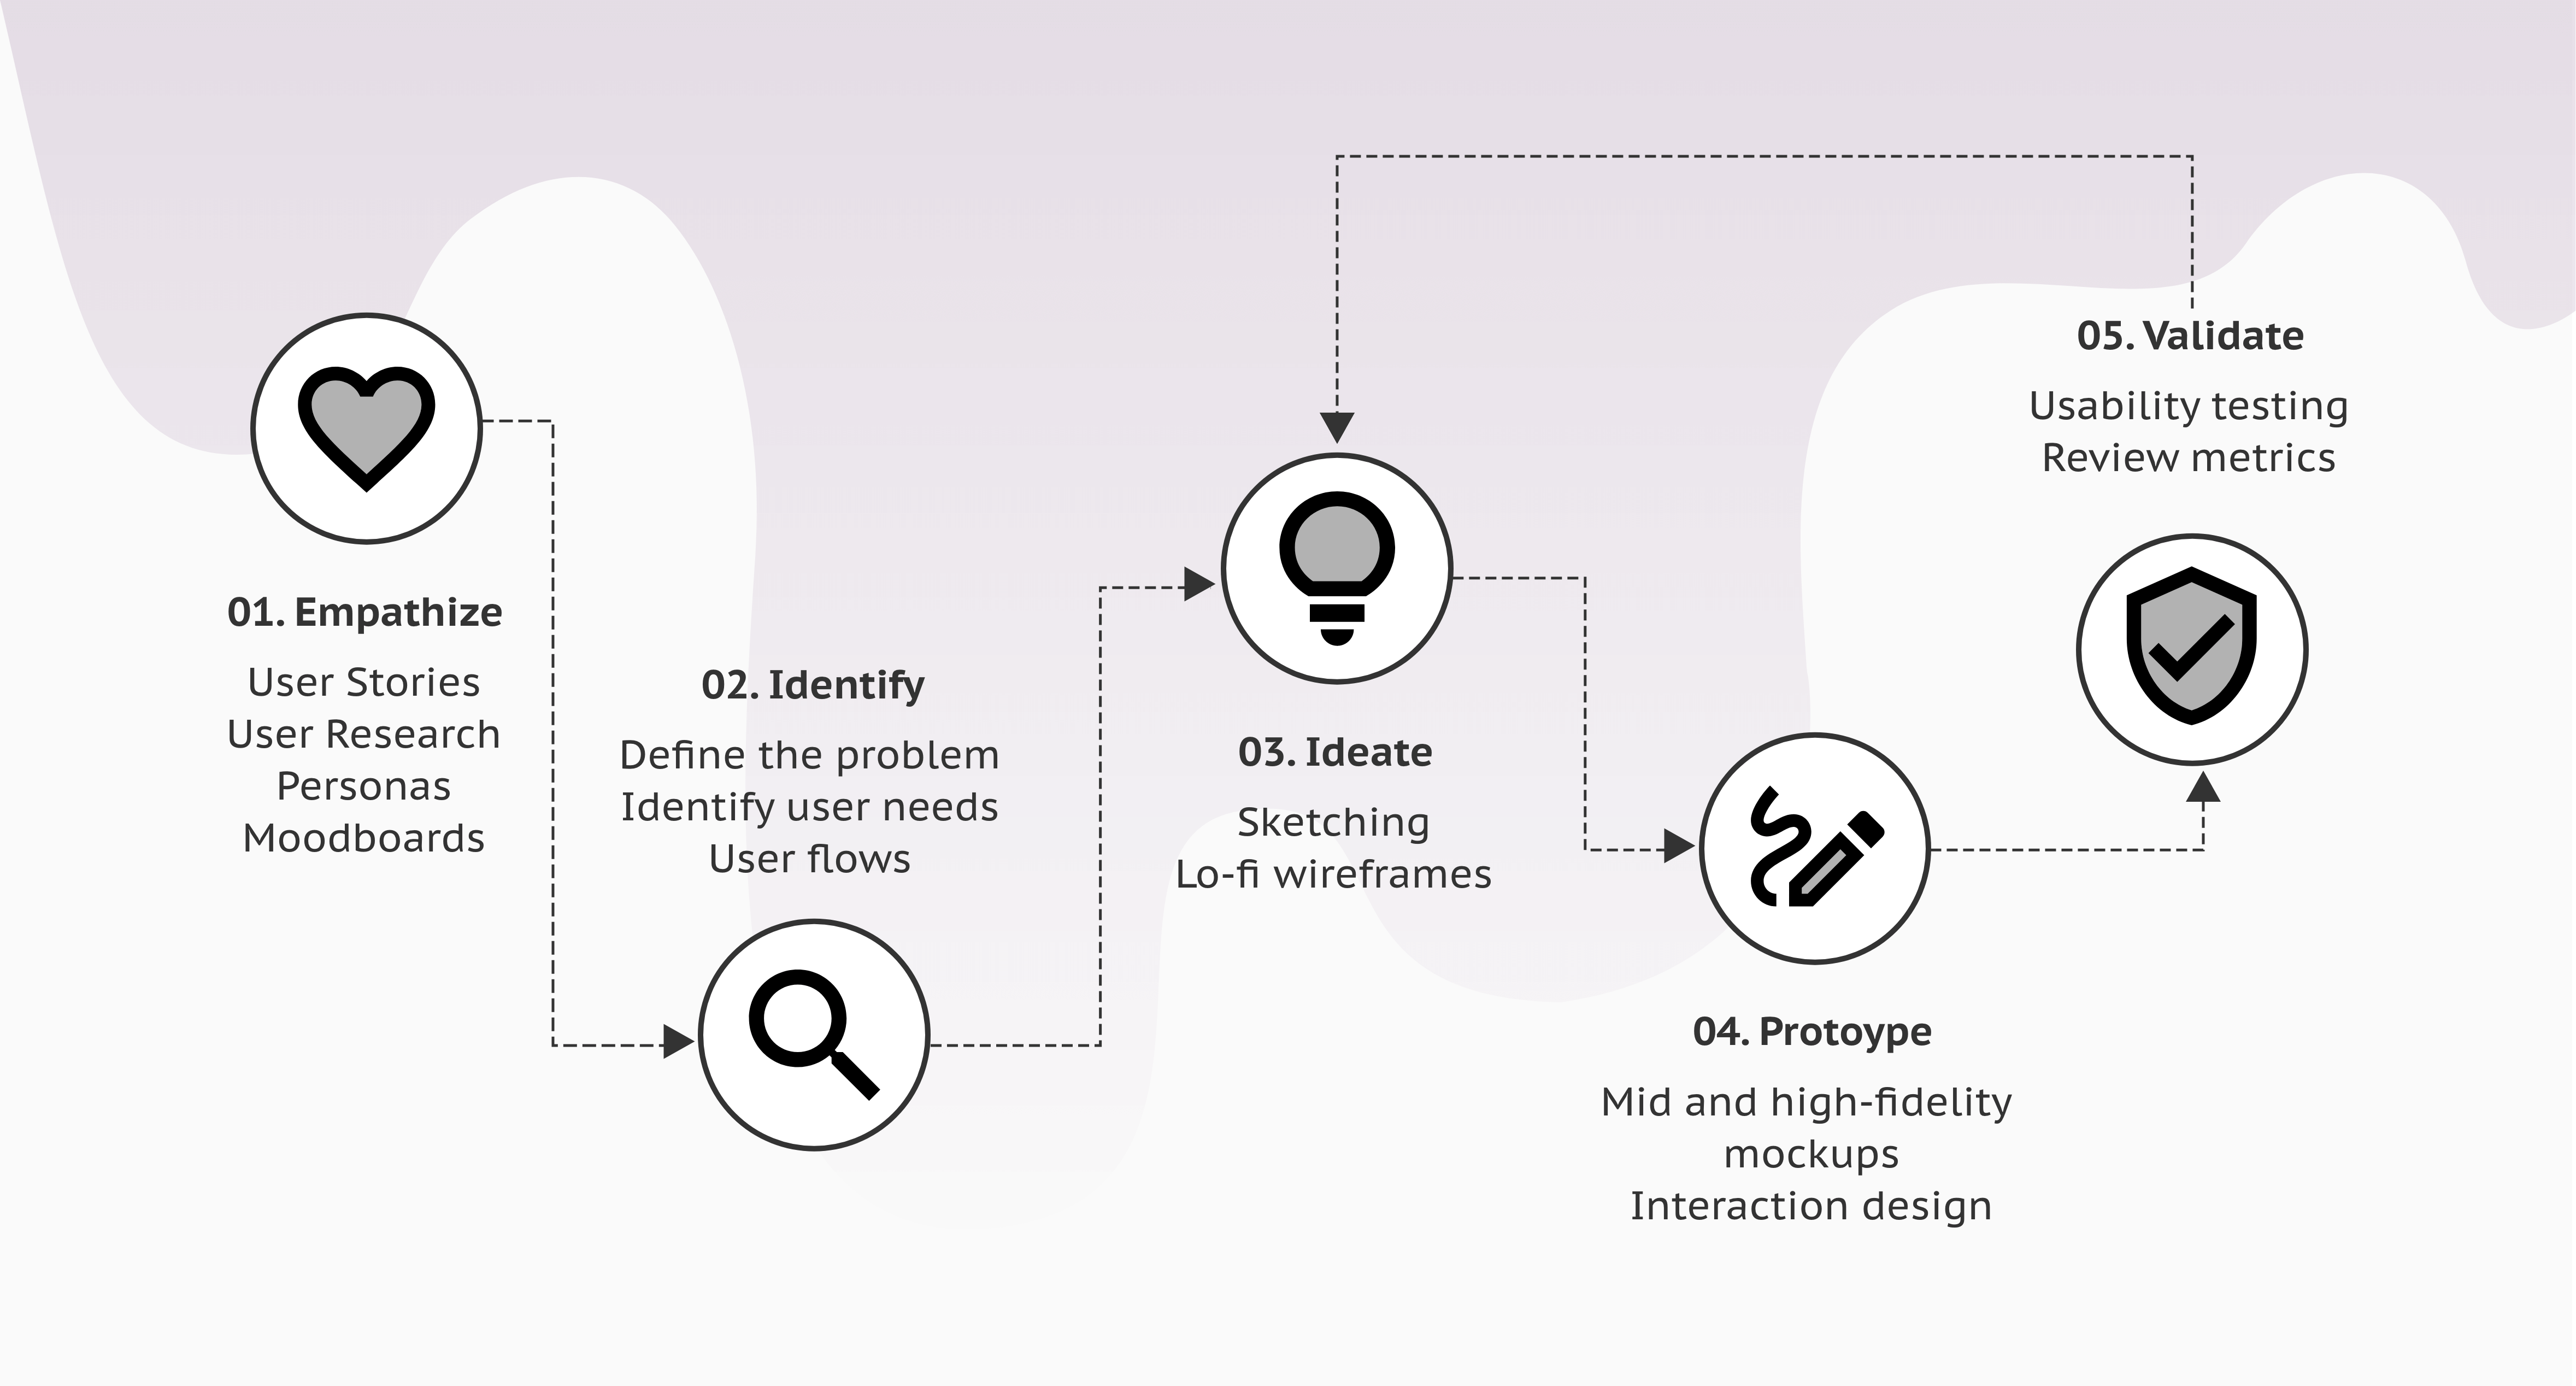 01. Empathize
User Stories
User Research
Personas
Moodboards
02. Identify
Define the problem
Identify user needs
User flows
03. Ideate
Sketching
Lo-fi wireframes
04. Protoype
Mid and high-fidelity
mockups
Interaction design
05. Validate
Usability testing
Review metrics